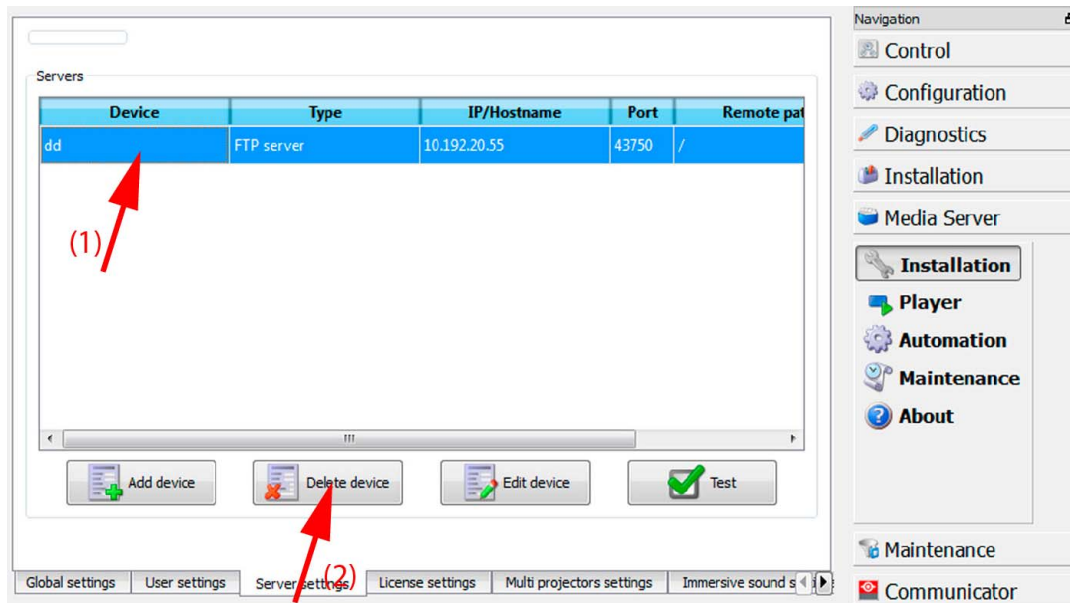 Navigation
Control
Configuration
Diagnostics
Installation
Media Server
Installation
Player
Automation
Maintenance
About
Maintenance
Communicator
Servers
Device Type IP/Hostname Port Remote pat
dd FTP server 10.192.20.55 43750 /
(1)
Add device Delete device Edit device Test
(2)
Global settings User settings Server settings License settings Multi projectors settings Immersive sound s